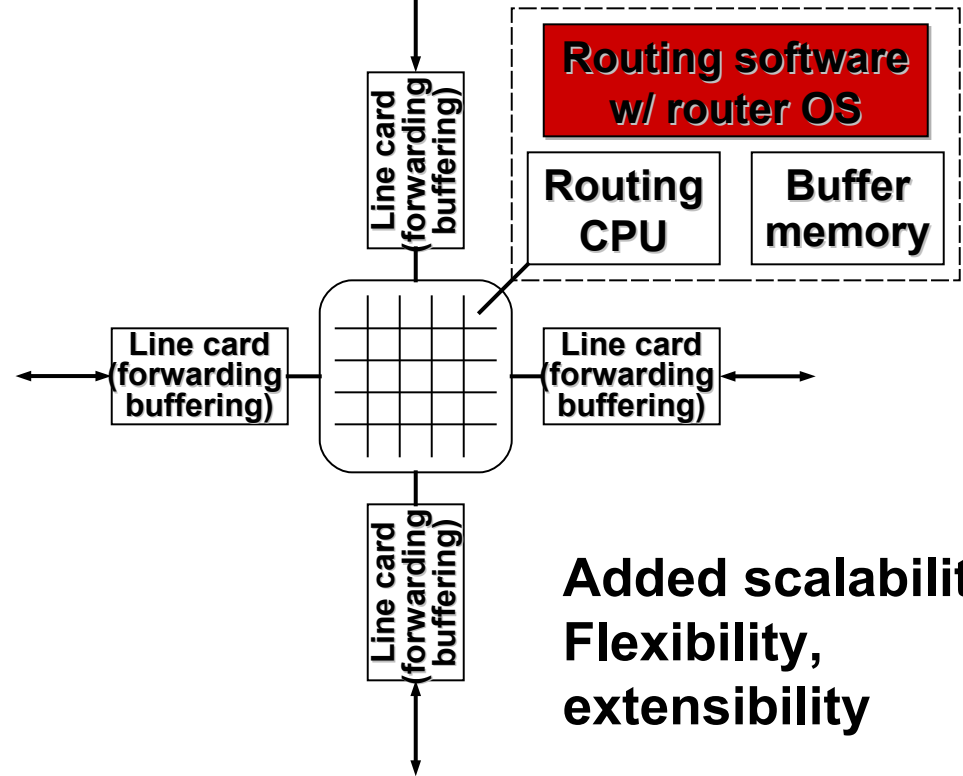 Routing software
w/ router OS
Routing
CPU
Buffer
memory
Line card
(forwarding
buffering)
Line card
(forwarding
buffering)
Line card
(forwarding
buffering)
Line card
(forwarding
buffering)
Added scalabilit
Flexibility,
extensibility